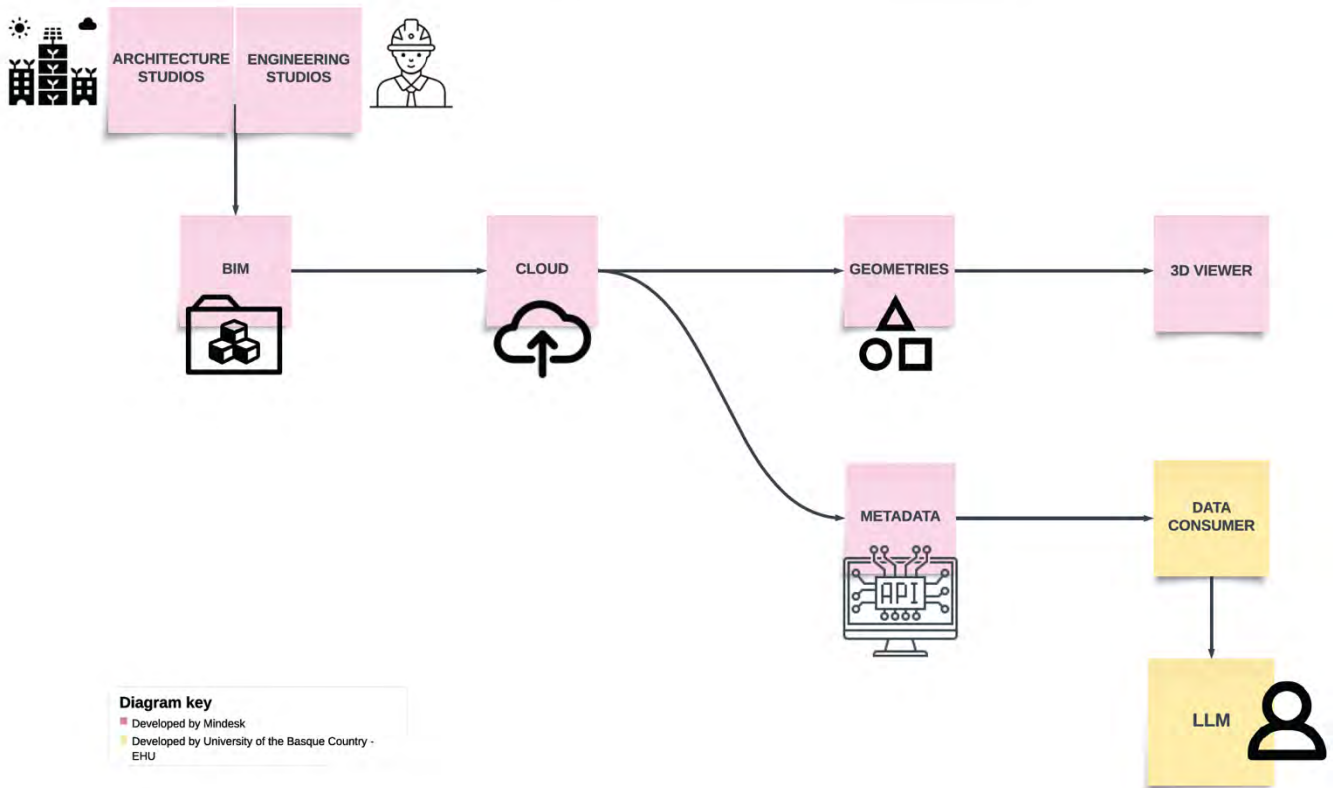 ARCHITECTURE
STUDIOS
ENGINEERING
STUDIOS
BIM
CLOUD
GEOMETRIES
3D VIEWER
METADATA
API
DATA
CONSUMER
LLM
Diagram key
Developed by Mindesk
Developed by University of the Basque Country -
EHU